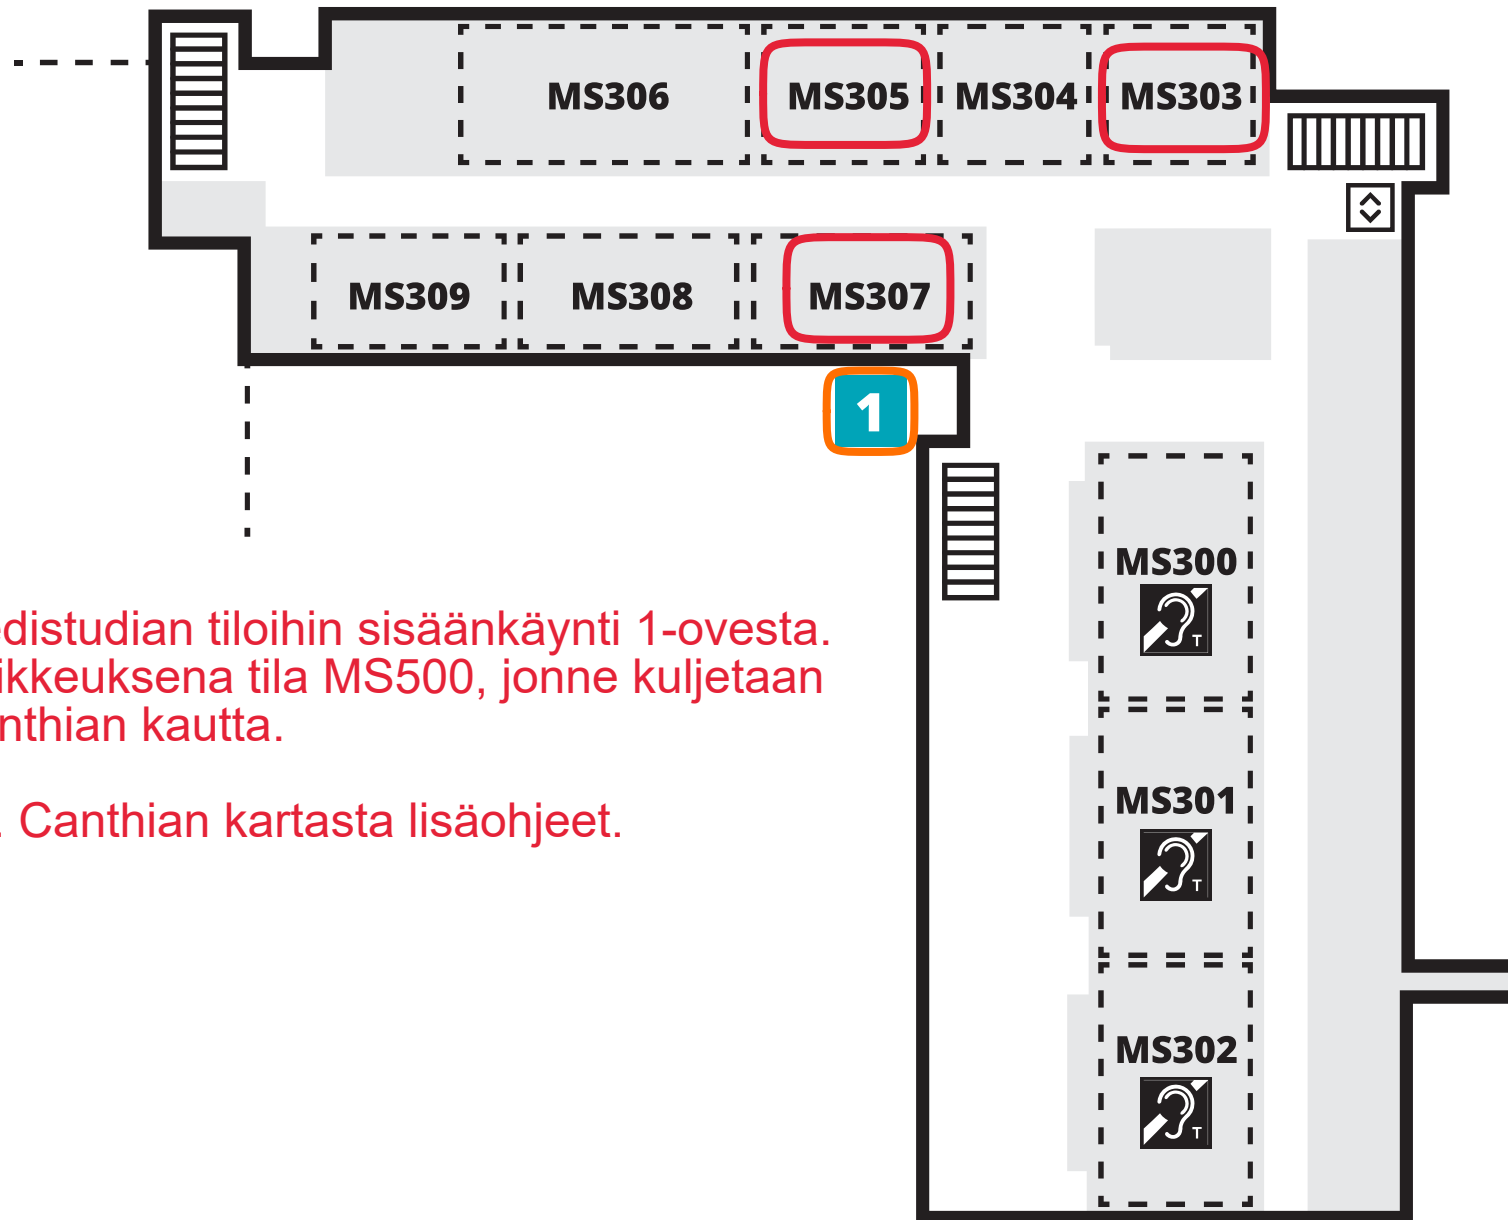 MS306 MS305 MS304 MS303
MS309 MS308 MS307
1
MS300
T
edistudian tiloihin sisäänkäynti 1-ovesta.
ikkeuksena tila MS500, jonne kuljetaan
nthian kautta.
. Canthian kartasta lisäohjeet.
MS301
T
MS302
T